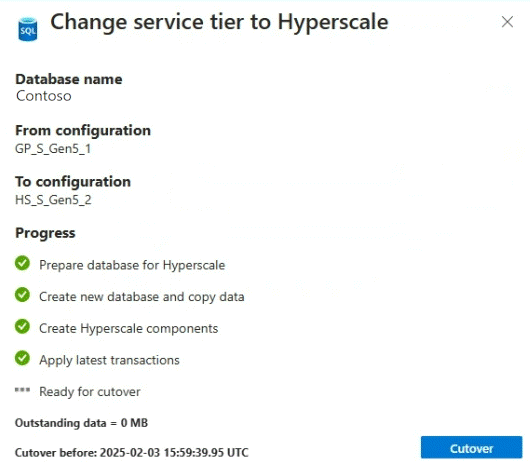 SQL
Change service tier to Hyperscale
Database name
Contoso
From configuration
GP_S_Gen5_1
To configuration
HS_S_Gen5_2
Progress
Prepare database for Hyperscale
Create new database and copy data
Create Hyperscale components
Apply latest transactions
Ready for cutover
Outstanding data = 0 MB
Cutover before: 2025-02-03 15:59:39.95 UTC
Cutover